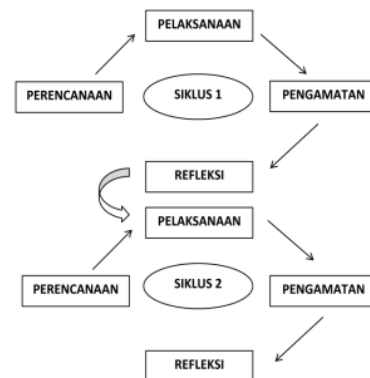 PELAKSANAAN
PERENCANAAN
SIKLUS 1
PENGAMATAN
REFLEKSI
PELAKSANAAN
PERENCANAAN
SIKLUS 2
PENGAMATAN
REFLEKSI